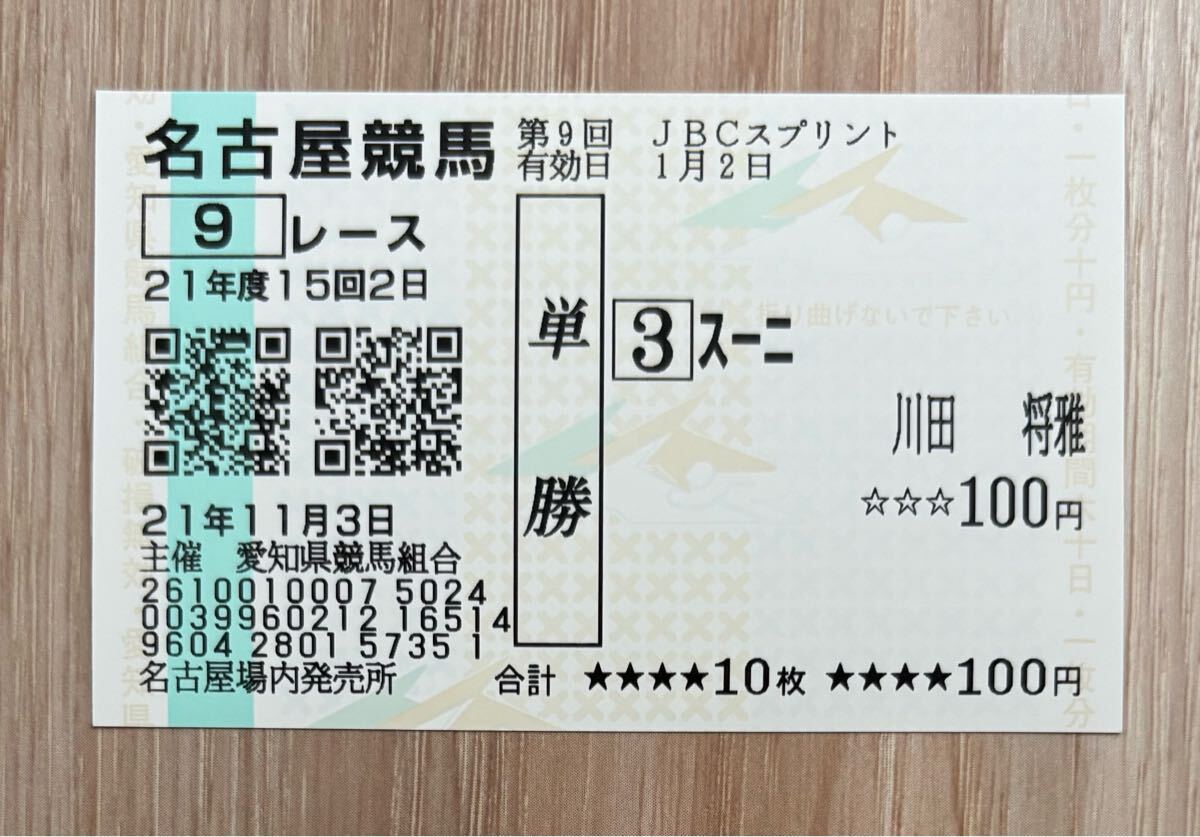 名古屋競馬
第9回　JBCスプリント
有効日　1月2日
9 レース
21年度15回2日
単勝
3 スーニ
川田　将雅
☆☆☆100円
21年11月3日
主催　愛知県競馬組合
2610010007 5024
0039960212 16514
9604 2801 5735 1
名古屋場内発売所
合計　★★★★10枚　★★★★100円
折り曲げないで下さい